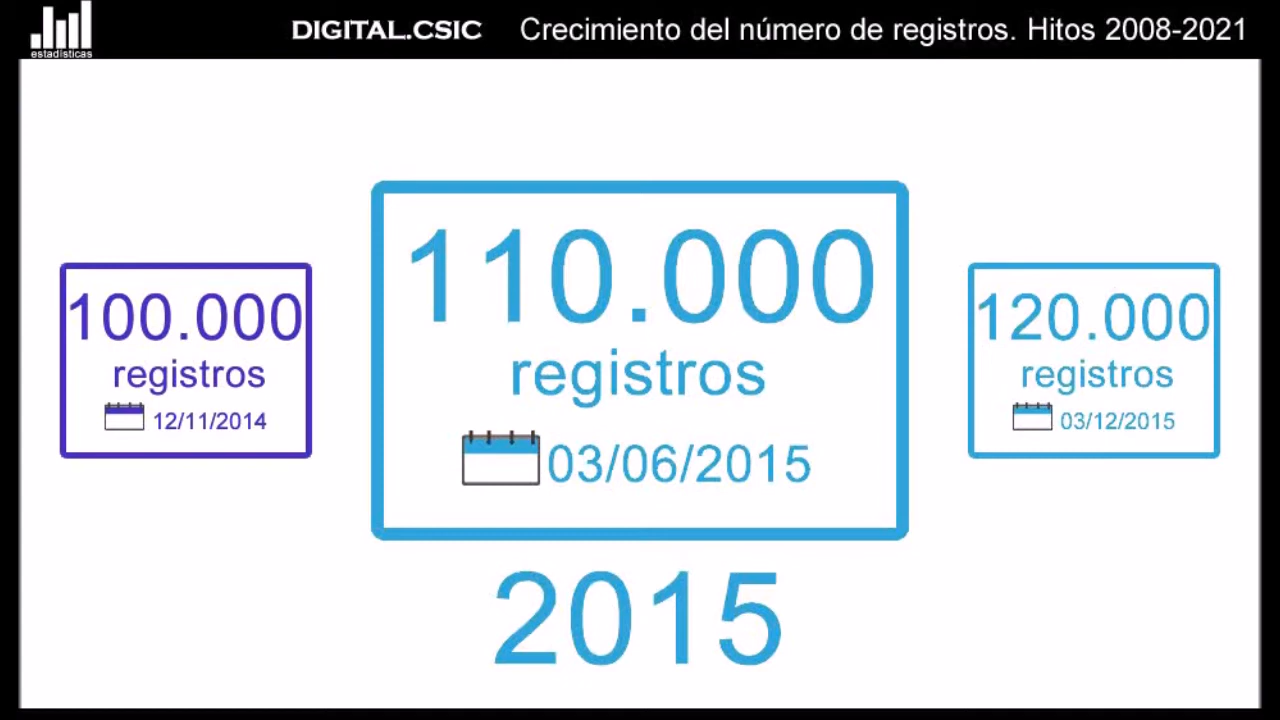 estadísticas
DIGITAL.CSIC Crecimiento del número de registros. Hitos 2008-2021
100.000
registros
12/11/2014
110.000
registros
03/06/2015
120.000
registros
03/12/2015
2015